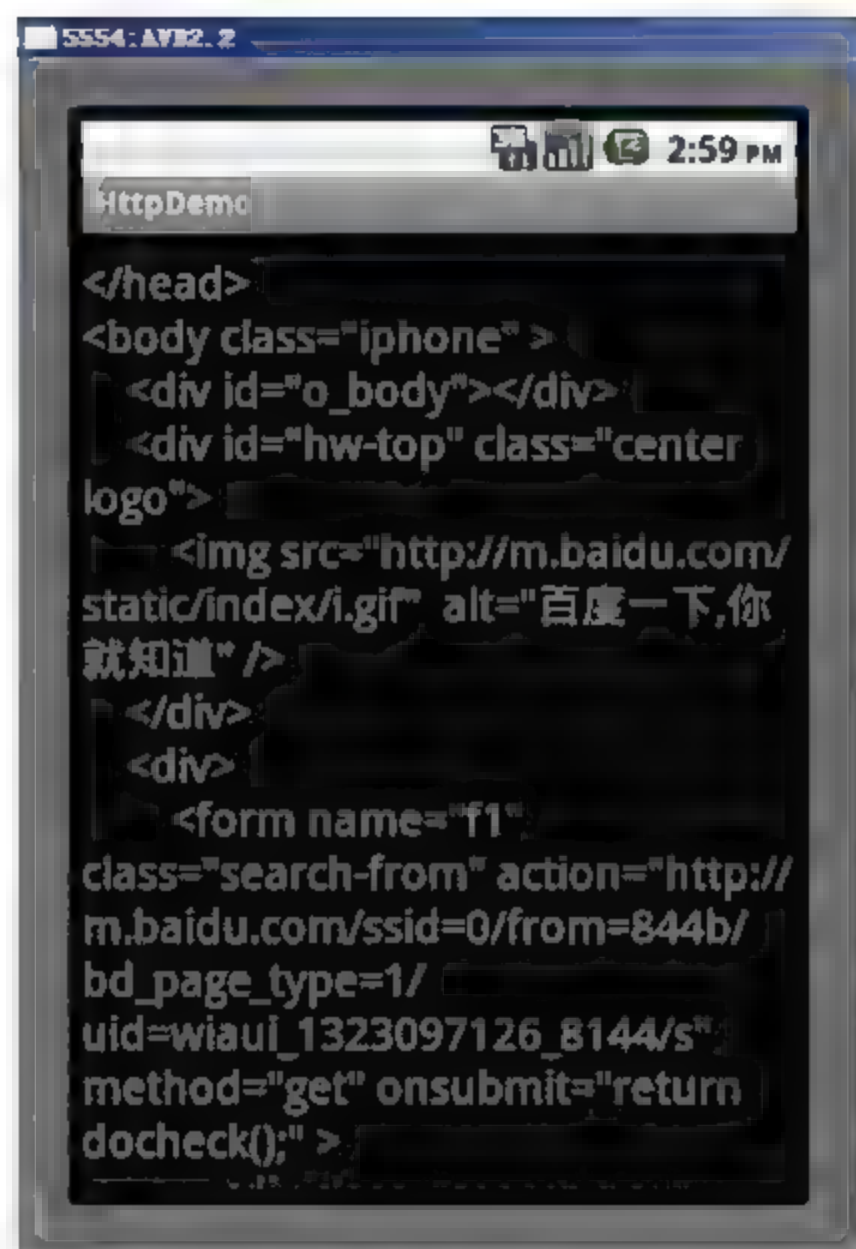 5554:AVD2.2
2:59 PM
HttpDemo
</head>
<body class="iphone" >
<div id="o_body"></div>
<div id="hw-top" class="center
logo">
<img src="http://m.baidu.com/
static/index/i.gif" alt="百度一下,你
就知道" />
</div>
<div>
<form name="f1"
class="search-from" action="http://
m.baidu.com/ssid=0/from=844b/
bd_page_type=1/
uid=wiaui_1323097126_8144/s"
method="get" onsubmit="return
docheck();" >